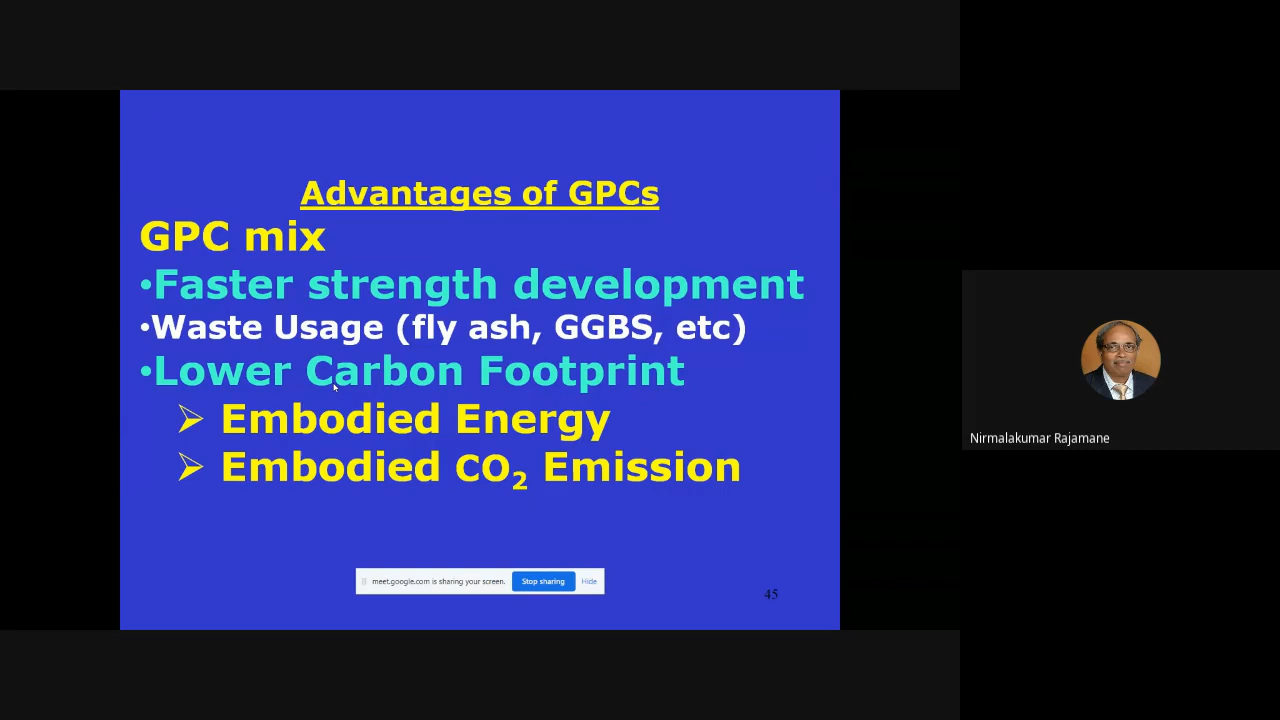 Advantages of GPCs
GPC mix
•Faster strength development
•Waste Usage (fly ash, GGBS, etc)
•Lower Carbon Footprint
➢ Embodied Energy
➢ Embodied CO₂ Emission
meet.google.com is sharing your screen. Stop sharing Hide
45
Nirmalakumar Rajamane